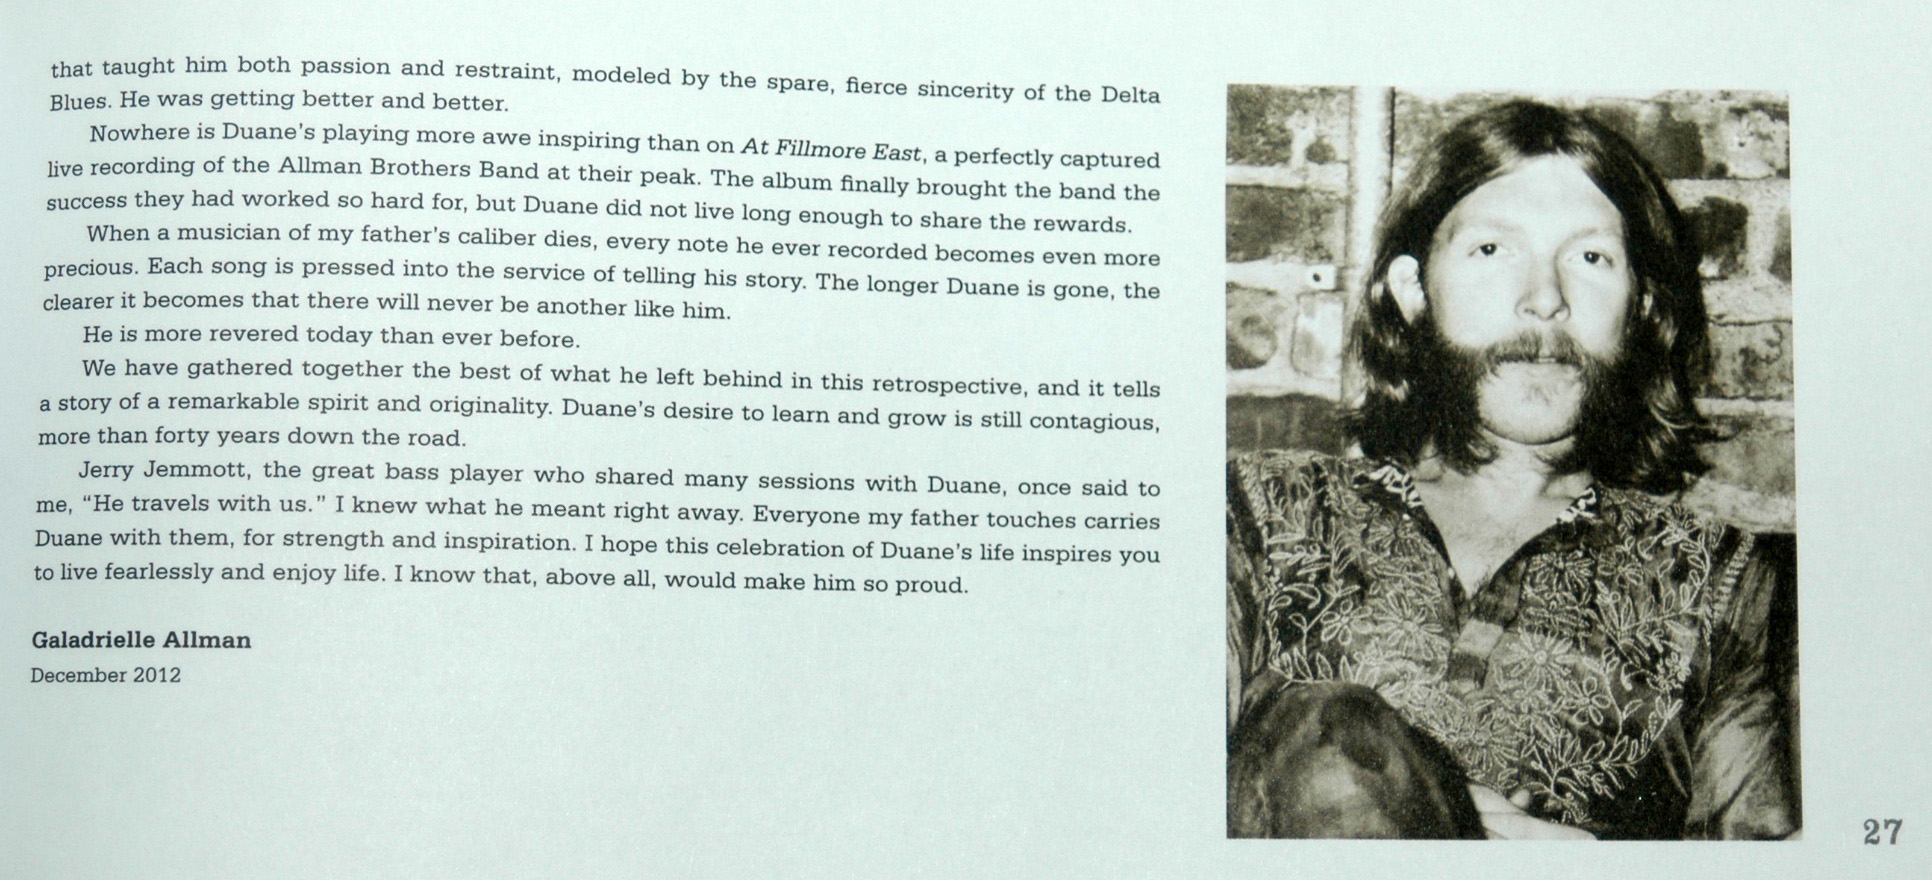 that taught him both passion and restraint, modeled by the spare, fierce sincerity of the Delta
Blues. He was getting better and better.
Nowhere is Duane's playing more awe inspiring than on At Fillmore East, a perfectly captured
live recording of the Allman Brothers Band at their peak. The album finally brought the band the
success they had worked so hard for, but Duane did not live long enough to share the rewards.
When a musician of my father's caliber dies, every note he ever recorded becomes even more
precious. Each song is pressed into the service of telling his story. The longer Duane is gone, the
clearer it becomes that there will never be another like him.
He is more revered today than ever before.
We have gathered together the best of what he left behind in this retrospective, and it tells
a story of a remarkable spirit and originality. Duane's desire to learn and grow is still contagious,
more than forty years down the road.
Jerry Jemmott, the great bass player who shared many sessions with Duane, once said to
me, “He travels with us.” I knew what he meant right away. Everyone my father touches carries
Duane with them, for strength and inspiration. I hope this celebration of Duane's life inspires you
to live fearlessly and enjoy life. I know that, above all, would make him so proud.
Galadrielle Allman
December 2012
27